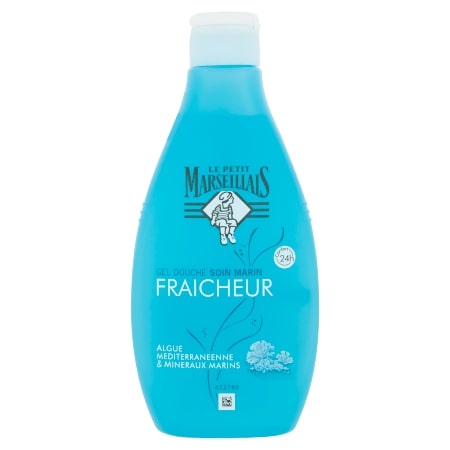 LE PETIT
MARSEILLAIS
GEL DOUCHE SOIN MARIN
FRAICHEUR
24H
ALGUE
MEDITERRANEENNE
& MINERAUX MARINS